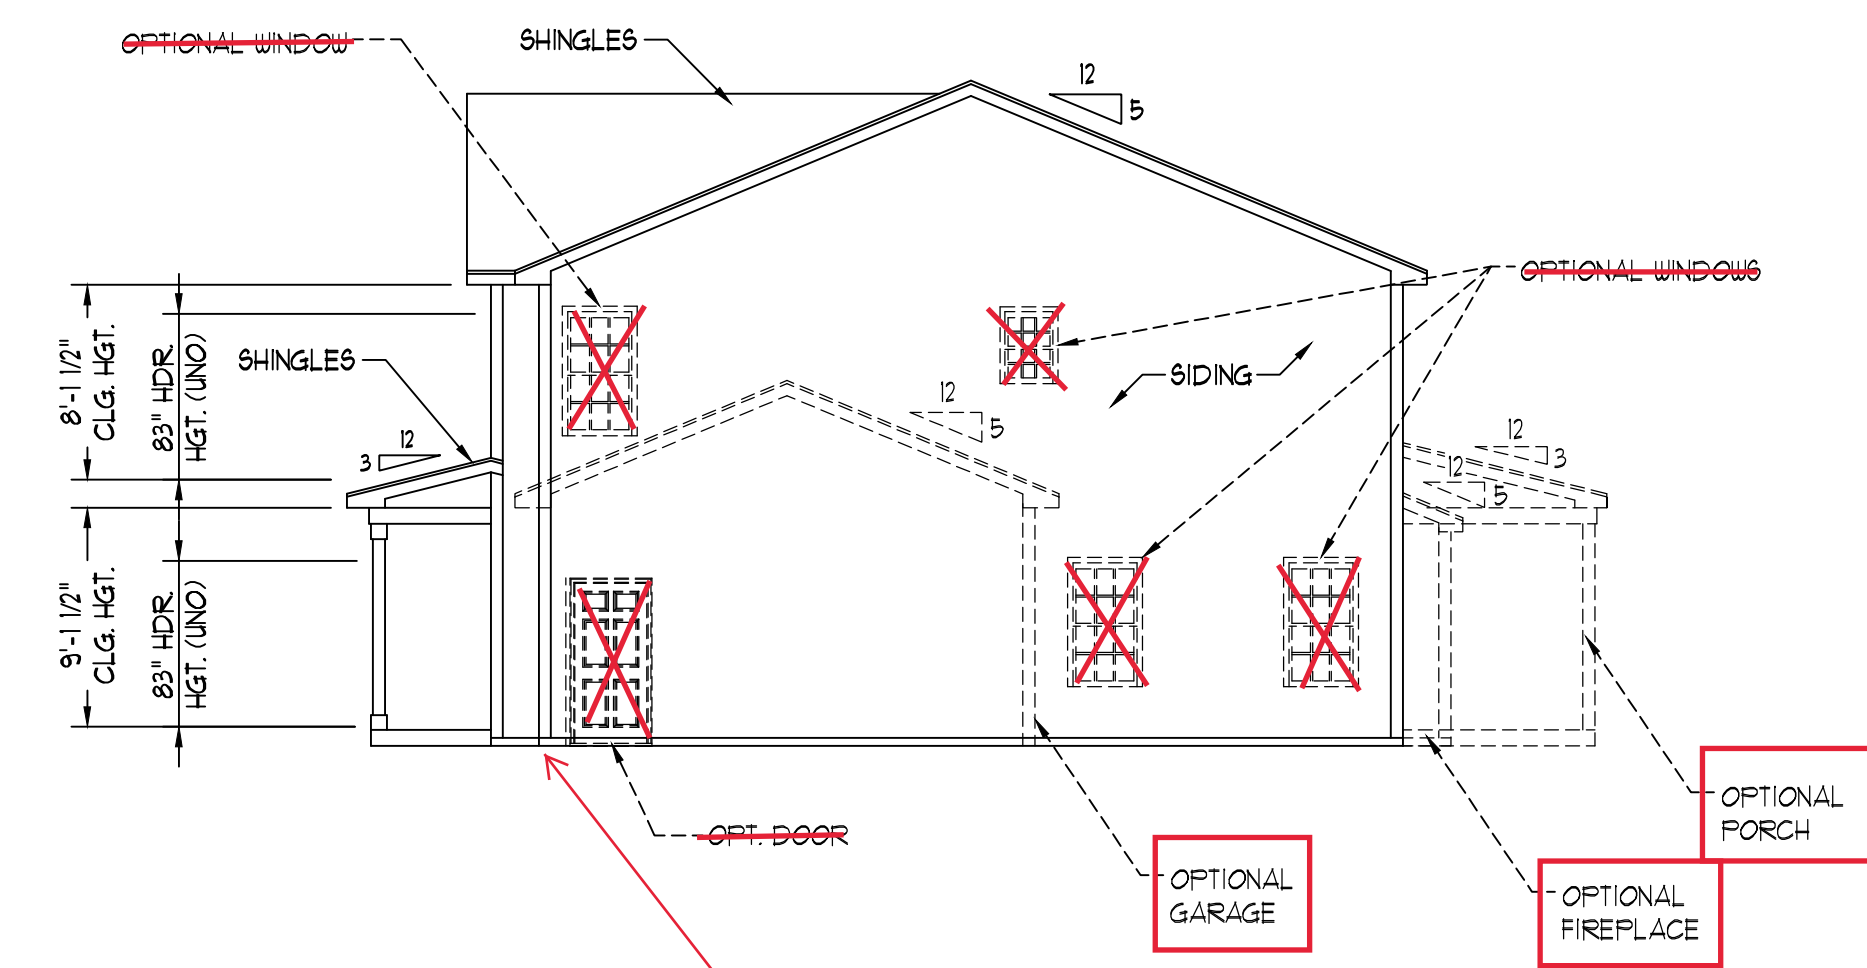 OPTIONAL WINDOW
SHINGLES
12
5
OPTIONAL WINDOWS
8'-1 1/2"
CLG. HGT.
83" HDR.
HGT. (UNO)
SHINGLES
SIDING
12
5
12
3
12
3
12
5
9'-1 1/2"
CLG. HGT.
83" HDR.
HGT. (UNO)
OPT. DOOR
OPTIONAL
PORCH
OPTIONAL
GARAGE
OPTIONAL
FIREPLACE